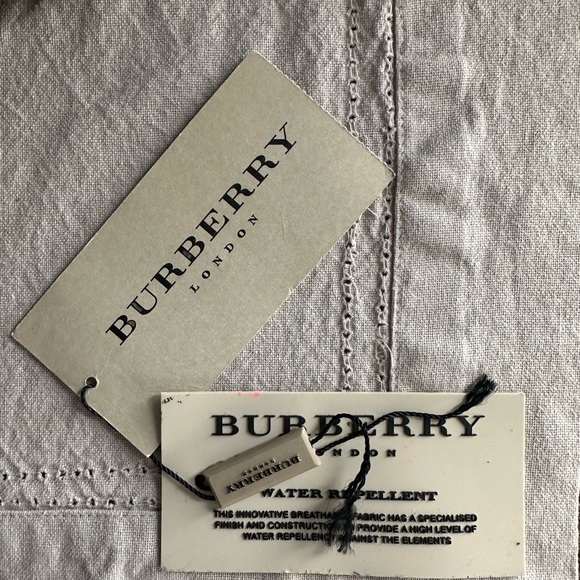 BURBERRY
LONDON
BURBERRY
LONDON
BURBERRY
LONDON
WATER REPELLENT
THIS INNOVATIVE BREATHABLE FABRIC HAS A SPECIALISED
FINISH AND CONSTRUCTION TO PROVIDE A HIGH LEVEL OF
WATER REPELLENCY AGAINST THE ELEMENTS